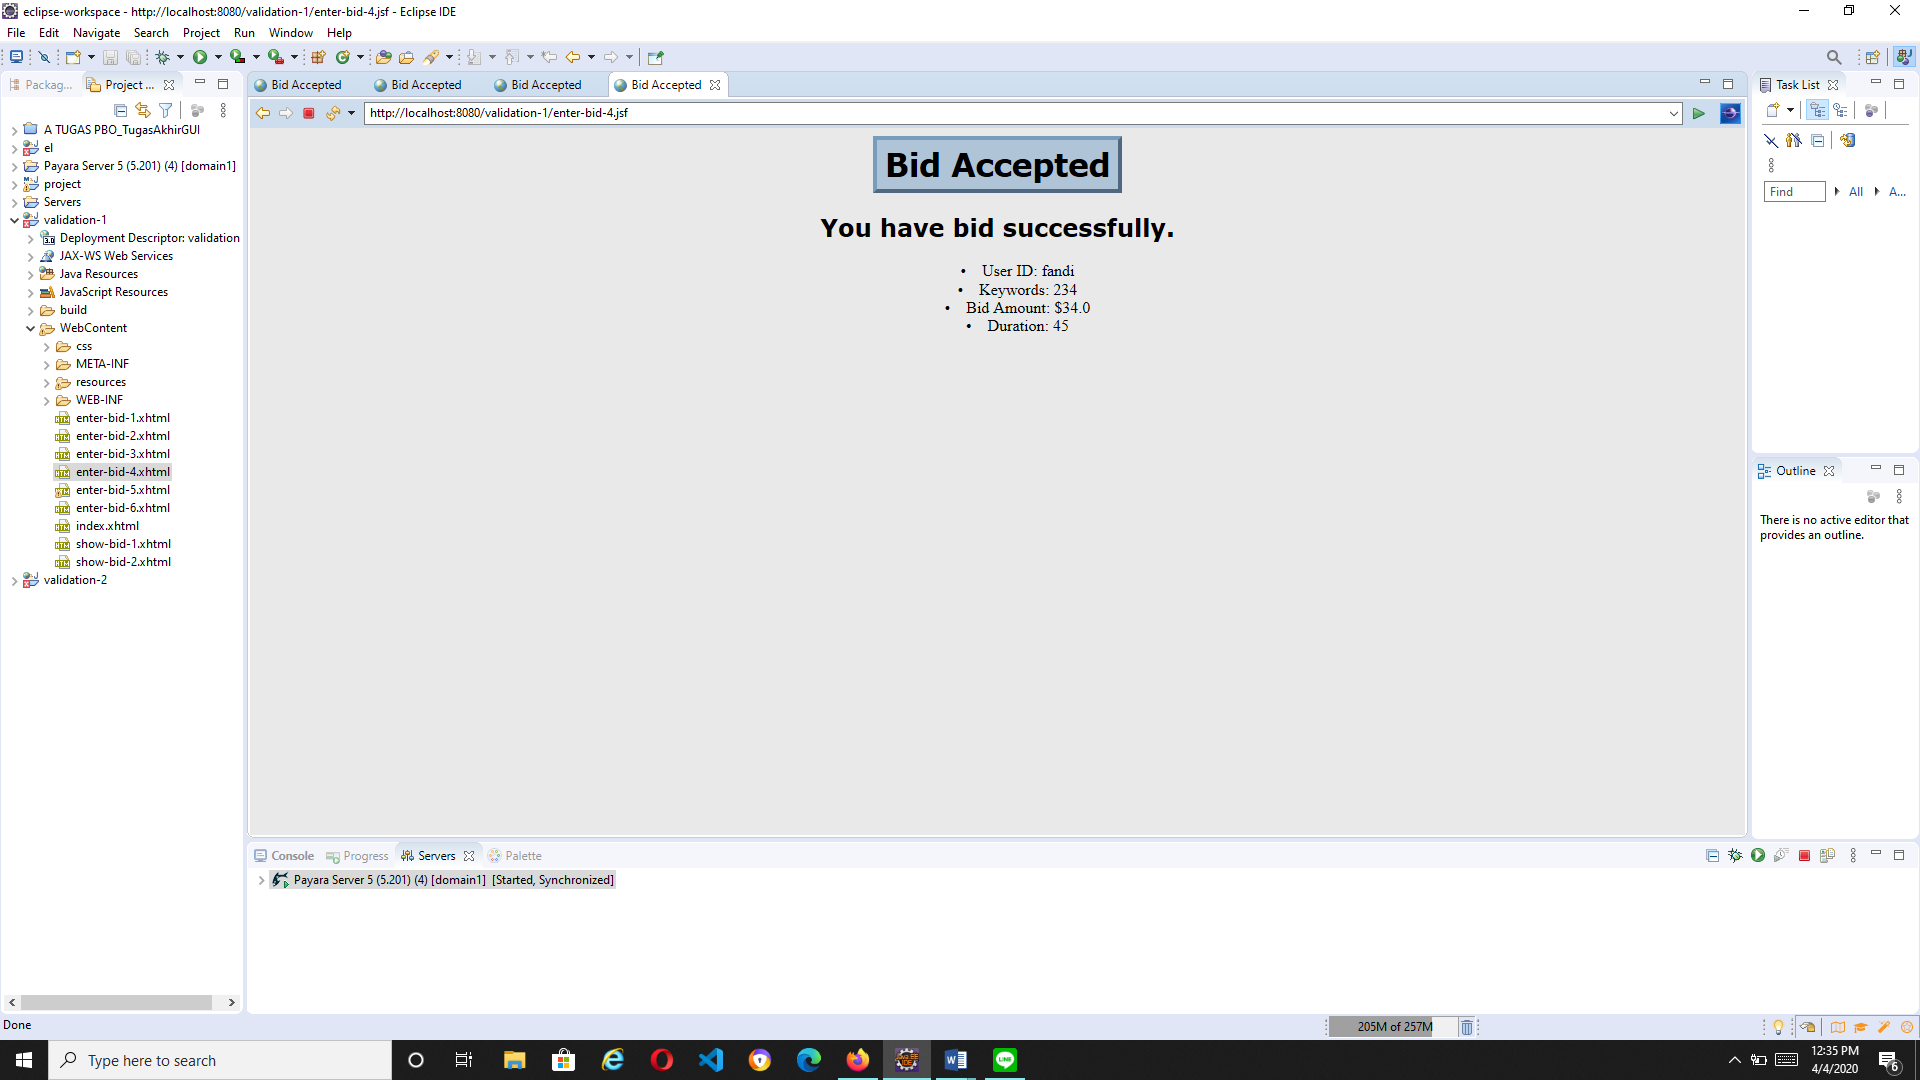 eclipse-workspace - http://localhost:8080/validation-1/enter-bid-4.jsf - Eclipse IDE
File Edit Navigate Search Project Run Window Help
Packag... Project ...
A TUGAS PBO_TugasAkhirGUI
el
Payara Server 5 (5.201) (4) [domain1]
project
Servers
validation-1
Deployment Descriptor: validation
JAX-WS Web Services
Java Resources
JavaScript Resources
build
WebContent
css
META-INF
resources
WEB-INF
enter-bid-1.xhtml
enter-bid-2.xhtml
enter-bid-3.xhtml
enter-bid-4.xhtml
enter-bid-5.xhtml
enter-bid-6.xhtml
index.xhtml
show-bid-1.xhtml
show-bid-2.xhtml
validation-2
Bid Accepted Bid Accepted Bid Accepted Bid Accepted
http://localhost:8080/validation-1/enter-bid-4.jsf
Bid Accepted
You have bid successfully.
• User ID: fandi
• Keywords: 234
• Bid Amount: $34.0
• Duration: 45
Task List
Find All A...
Outline
There is no active editor that
provides an outline.
Console Progress Servers Palette
Payara Server 5 (5.201) (4) [domain1] [Started, Synchronized]
Done
205M of 257M
Type here to search
12:35 PM
4/4/2020
6